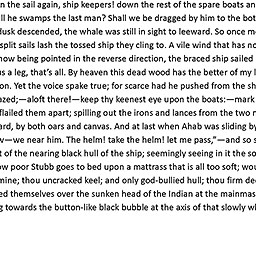 n the sail again, ship keepers! down the rest of the spare boats an
ll he swamps the last man? Shall we be dragged by him to the bot
dusk descended, the whale was still in sight to leeward. So once m
split sails lash the tossed ship they cling to. A vile wind that has no
now being pointed in the reverse direction, the braced ship sailed
us a leg, that's all. By heaven this dead wood has the better of my l
on. Yet the voice spake true; for scarce had he pushed from the sh
azed;—aloft there!—keep thy keenest eye upon the boats:—mark
flailed them apart; spilling out the irons and lances from the two m
ard, by both oars and canvas. And at last when Ahab was sliding by
v—we near him. The helm! take the helm! let me pass,"—and so s
t of the nearing black hull of the ship; seemingly seeing in it the so
ow poor Stubb goes to bed upon a mattrass that is all too soft; wou
mine; thou uncracked keel; and only god-bullied hull; thou firm de
ed themselves over the sunken head of the Indian at the mainmas
g towards the button-like black bubble at the axis of that slowly wh